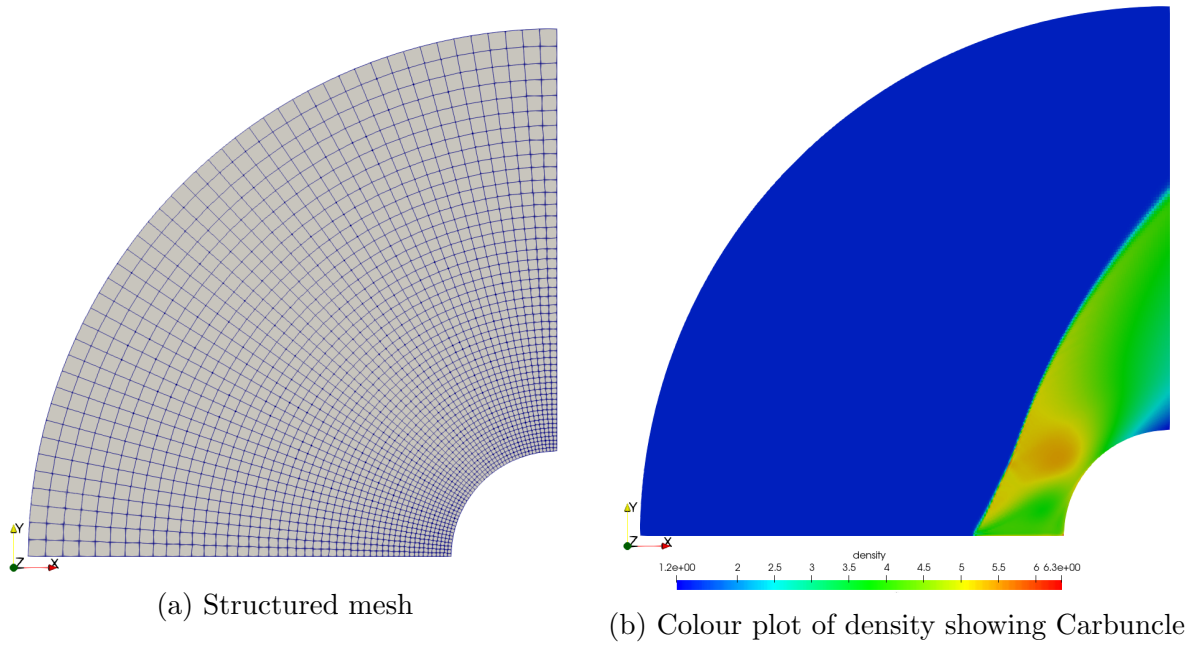 Y
Z
X
(a) Structured mesh
Y
Z
X
density
1.2e+00 2 2.5 3 3.5 4 4.5 5 5.5 6 6.3e+00
(b) Colour plot of density showing Carbuncle